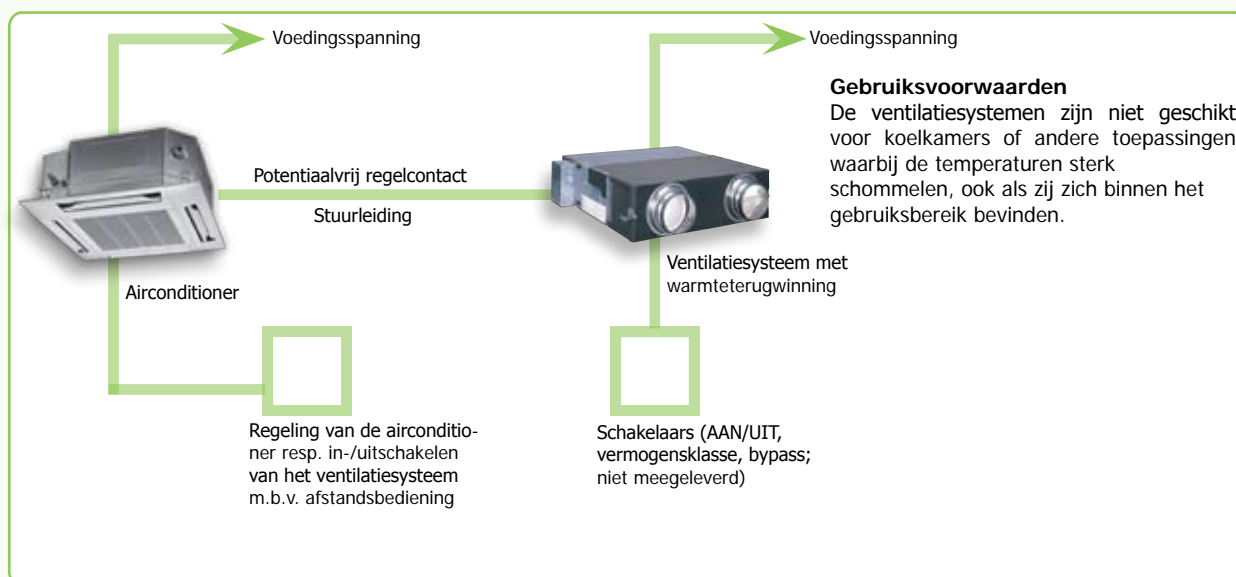 Voedingsspanning
Voedingsspanning
Gebruiksvoorwaarden
De ventilatiesystemen zijn niet geschikt
voor koelkamers of andere toepassingen
waarbij de temperaturen sterk
schommelen, ook als zij zich binnen het
gebruiksbereik bevinden.
Potentiaalvrij regelcontact
Stuurleiding
Airconditioner
Ventilatiesysteem met
warmteterugwinning
Regeling van de airconditio-
ner resp. in-/uitschakelen
van het ventilatiesysteem
m.b.v. afstandsbediening
Schakelaars (AAN/UIT,
vermogensklasse, bypass;
niet meegeleverd)